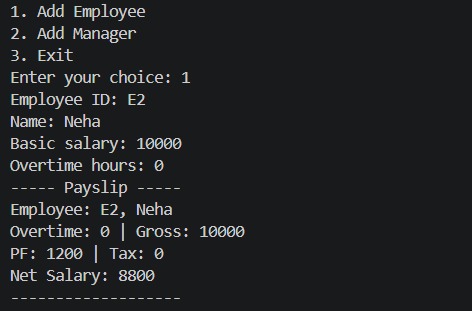 1. Add Employee
2. Add Manager
3. Exit
Enter your choice: 1
Employee ID: E2
Name: Neha
Basic salary: 10000
Overtime hours: 0
----- Payslip -----
Employee: E2, Neha
Overtime: 0 | Gross: 10000
PF: 1200 | Tax: 0
Net Salary: 8800
-------------------